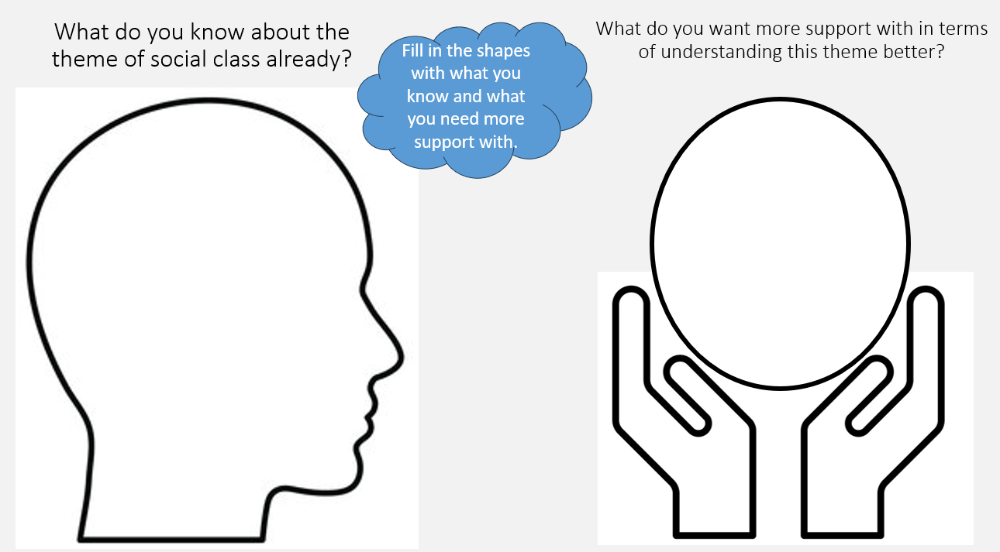 What do you know about the
theme of social class already?
Fill in the shapes
with what you
know and what
you need more
support with.
What do you want more support with in terms
of understanding this theme better?